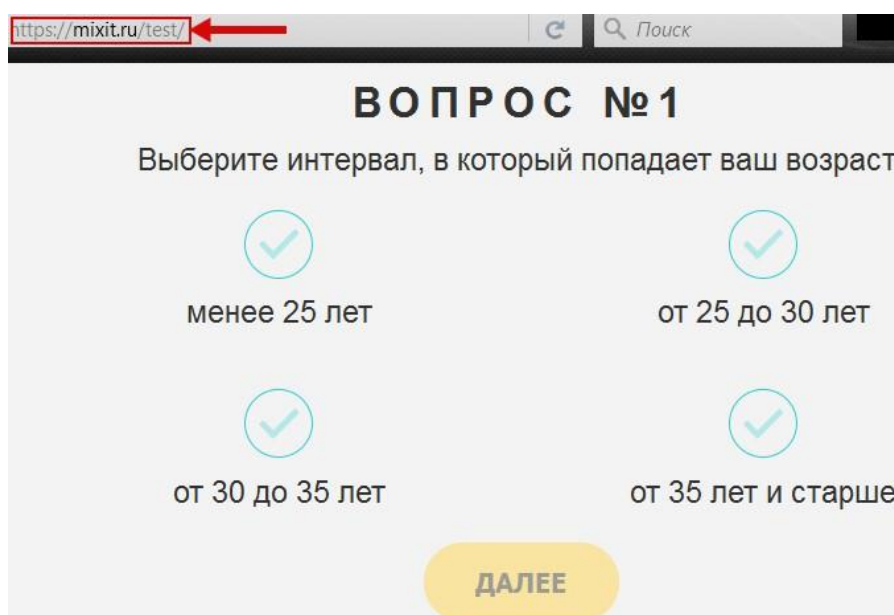 https://mixit.ru/test/ Поиск
ВОПРОС №1
Выберите интервал, в который попадает ваш возраст
менее 25 лет от 25 до 30 лет
от 30 до 35 лет от 35 лет и старше
ДАЛЕЕ